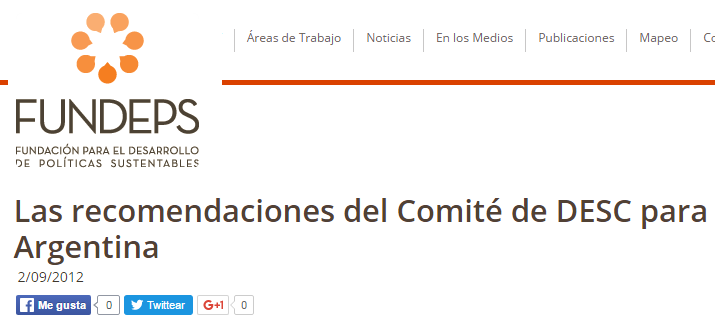 Áreas de Trabajo Noticias En los Medios Publicaciones Mapeo Co
FUNDEPS
FUNDACIÓN PARA EL DESARROLLO
DE POLÍTICAS SUSTENTABLES
Las recomendaciones del Comité de DESC para
Argentina
2/09/2012
Me gusta 0 Twittear G+1 0